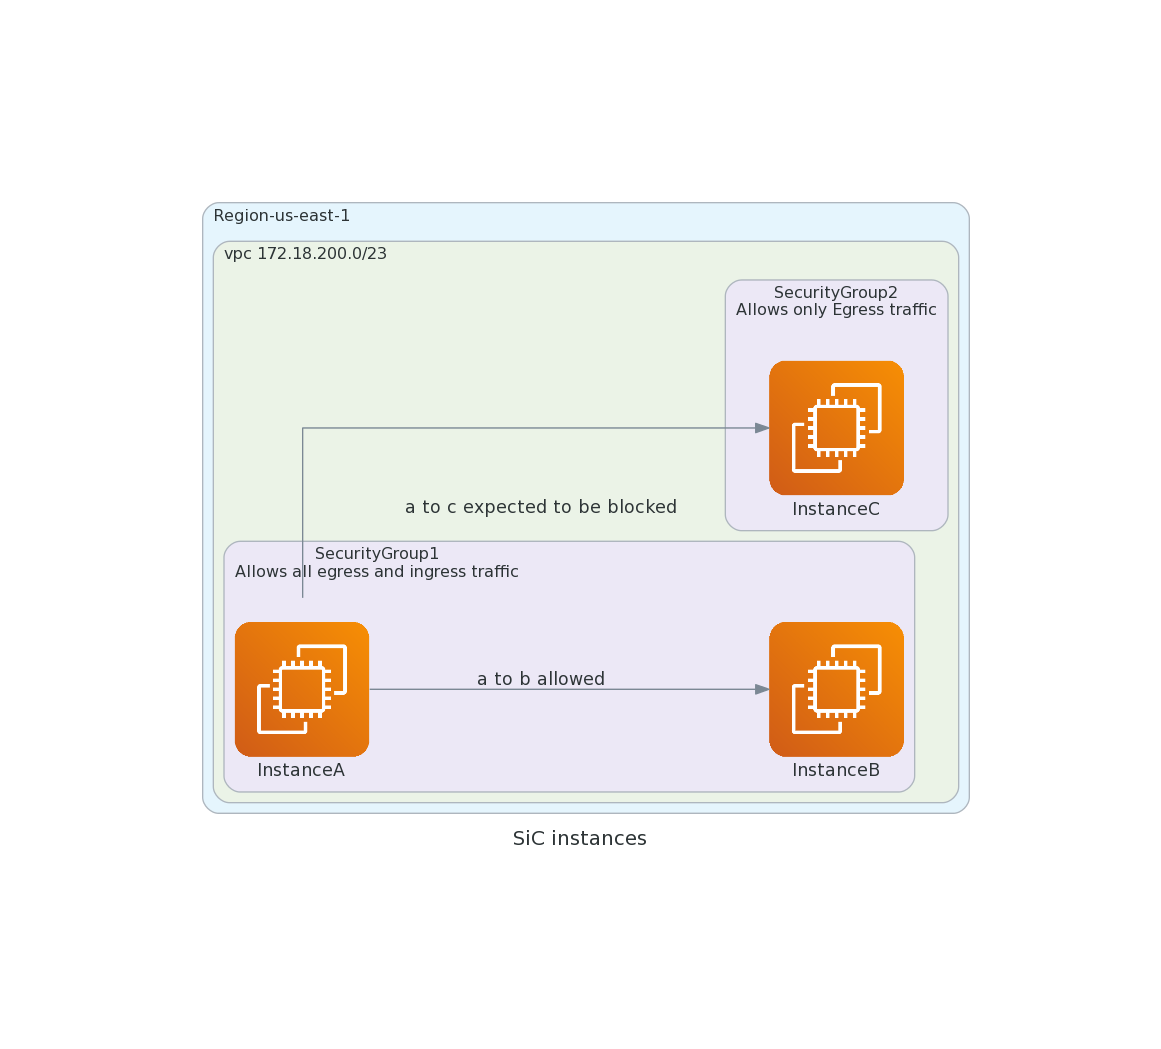 Region-us-east-1
vpc 172.18.200.0/23
SecurityGroup2
Allows only Egress traffic
InstanceC
a to c expected to be blocked
SecurityGroup1
Allows all egress and ingress traffic
a to b allowed
InstanceA
InstanceB
SiC instances